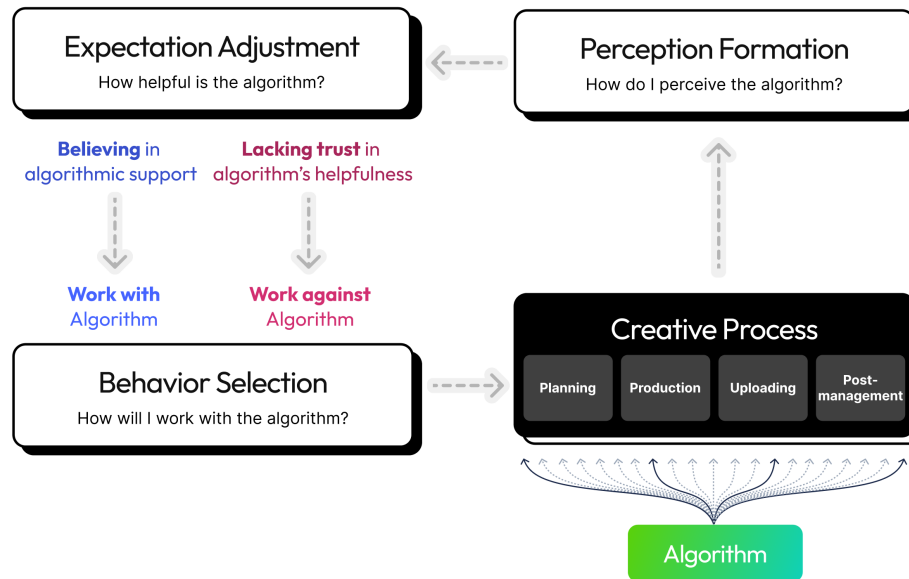 Expectation Adjustment
How helpful is the algorithm?
Perception Formation
How do I perceive the algorithm?
Believing in
algorithmic support
Lacking trust in
algorithm's helpfulness
Work with
Algorithm
Work against
Algorithm
Behavior Selection
How will I work with the algorithm?
Creative Process
Planning
Production
Uploading
Post-
management
Algorithm